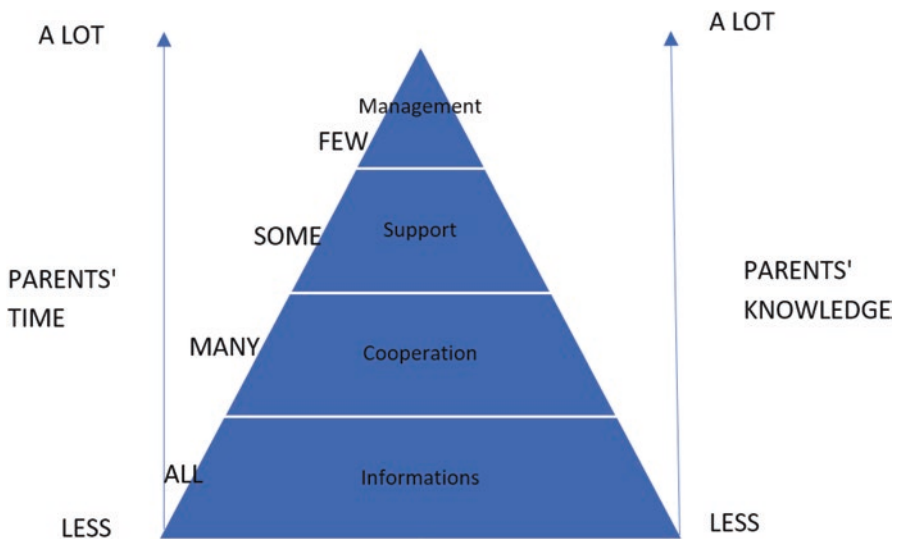 A LOT
A LOT
Management
FEW
Support
SOME
PARENTS'
TIME
PARENTS'
KNOWLEDGE
MANY
Cooperation
ALL
Informations
LESS
LESS